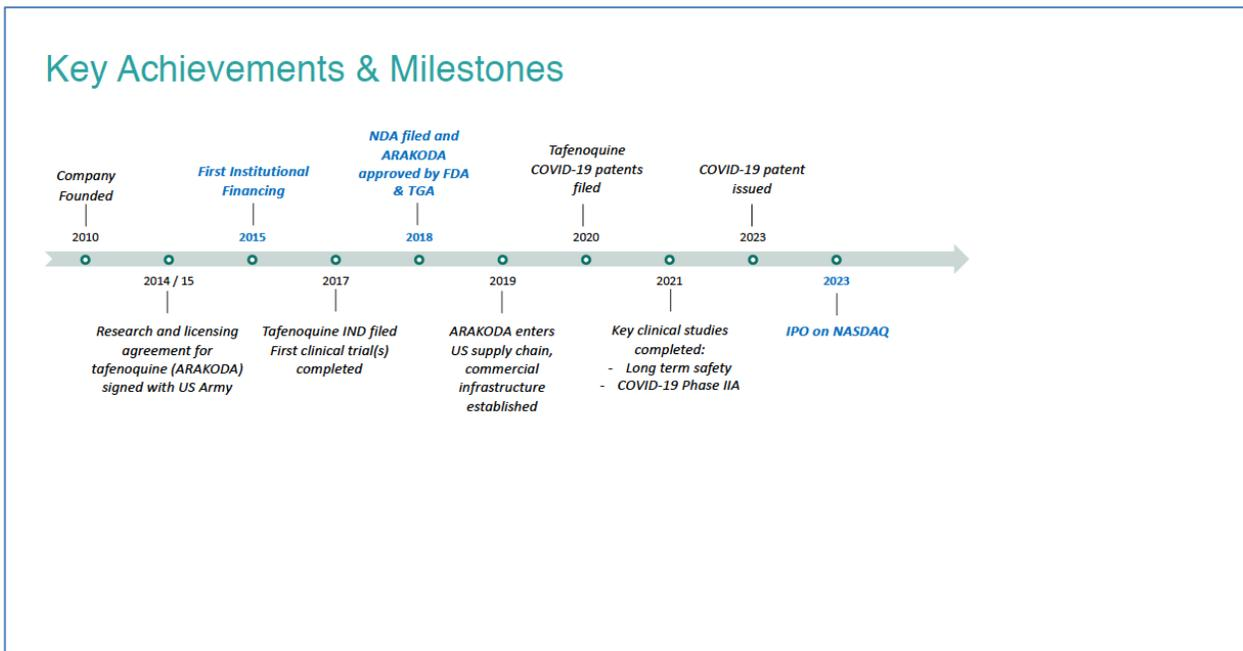 Key Achievements & Milestones
Company
Founded
2010
2014 / 15
Research and licensing
agreement for
tafenoquine (ARAKODA)
signed with US Army
First Institutional
Financing
2015
2017
Tafenoquine IND filed
First clinical trial(s)
completed
NDA filed and
ARAKODA
approved by FDA
& TGA
2018
2019
ARAKODA enters
US supply chain,
commercial
infrastructure
established
Tafenoquine
COVID-19 patents
filed
2020
2021
Key clinical studies
completed:
- Long term safety
- COVID-19 Phase IIA
COVID-19 patent
issued
2023
2023
IPO on NASDAQ